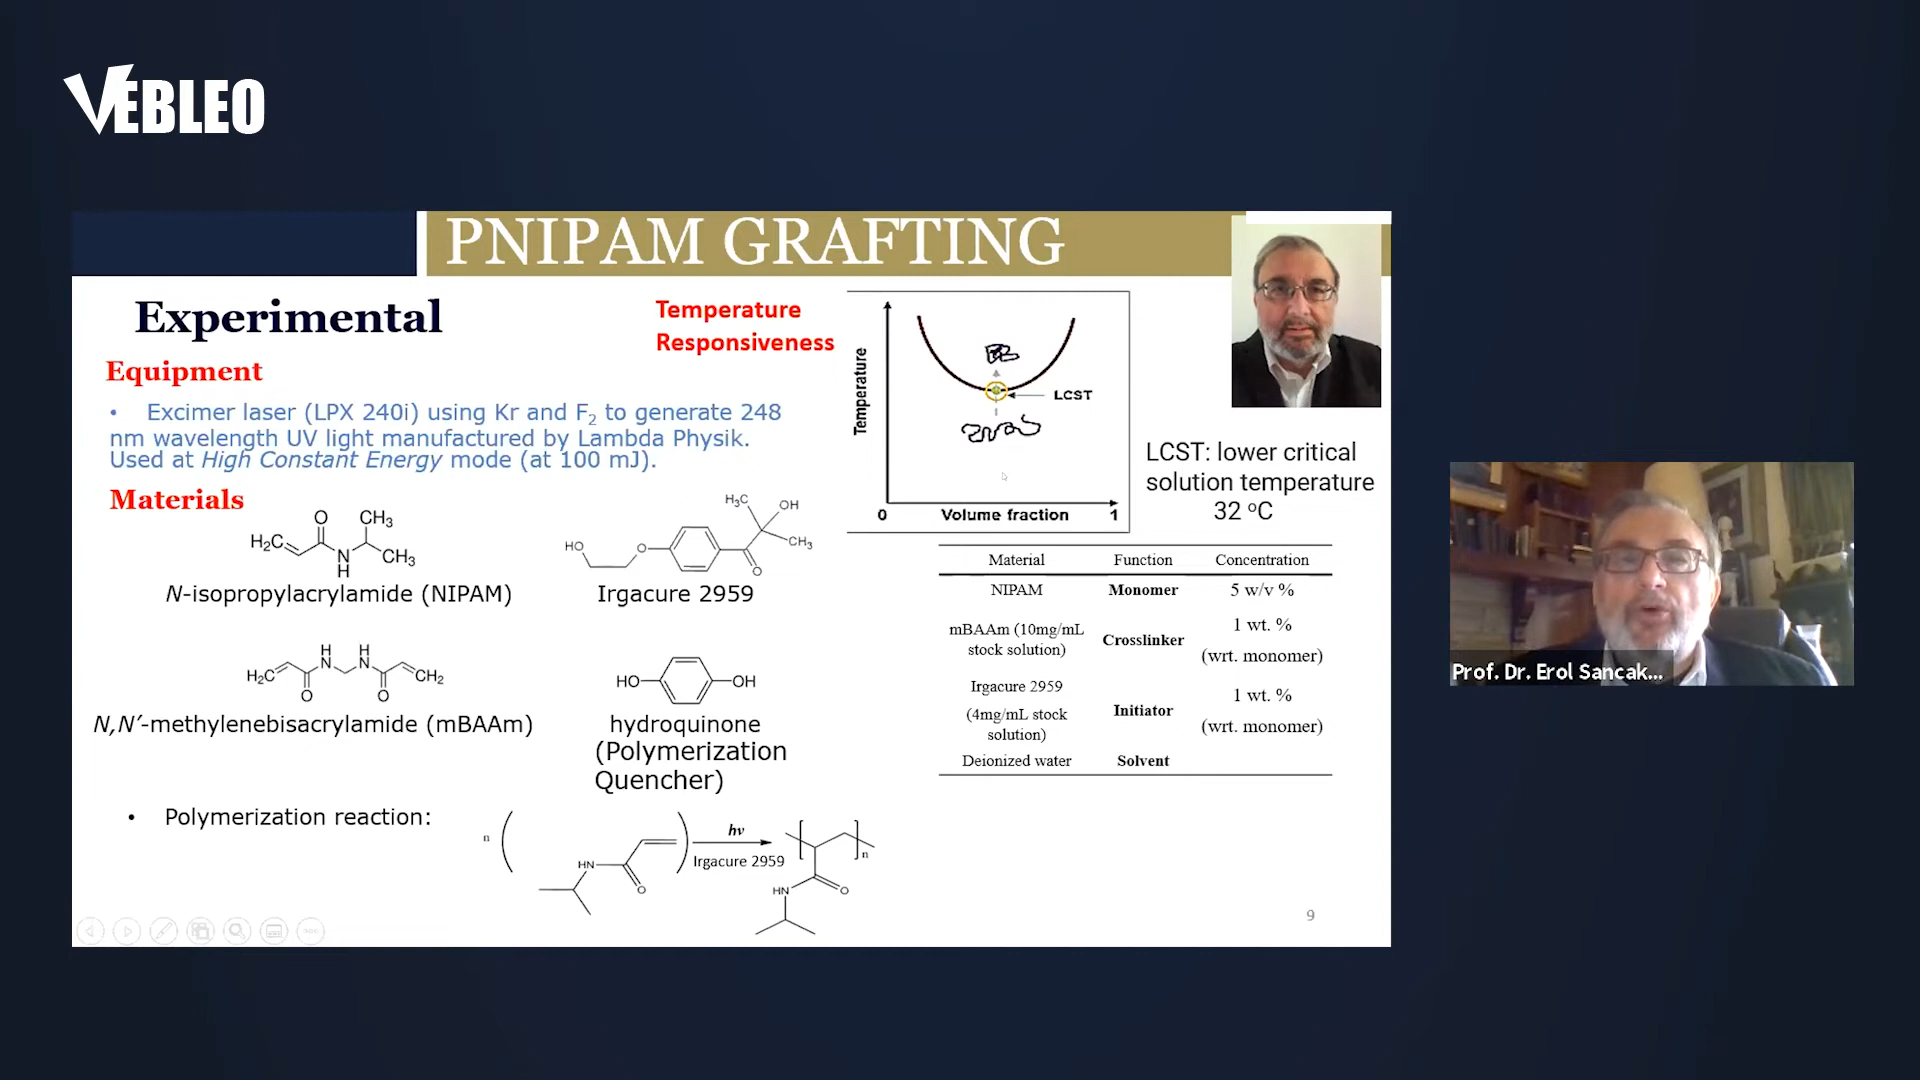 VEBLEO
PNIPAM GRAFTING
Experimental
Equipment
• Excimer laser (LPX 240i) using Kr and F2 to generate 248
nm wavelength UV light manufactured by Lambda Physik.
Used at High Constant Energy mode (at 100 mJ).
Temperature
Responsiveness
Temperature
LCST
0 Volume fraction 1
LCST: lower critical
solution temperature
32 ºC
Materials
H2C O N H CH3 CH3
N-isopropylacrylamide (NIPAM)
HO O H3C OH CH3 O
Irgacure 2959
H2C O H N H N O CH2
N,N′-methylenebisacrylamide (mBAAm)
HO OH
hydroquinone
(Polymerization
Quencher)
Material Function Concentration
NIPAM Monomer 5 w/v %
mBAAm (10mg/mL
stock solution)
Crosslinker
1 wt. %
(wrt. monomer)
Irgacure 2959
(4mg/mL stock
solution)
Initiator
1 wt. %
(wrt. monomer)
Deionized water Solvent
• Polymerization reaction:
n HN O
hν
Irgacure 2959
n
HN O
9
Prof. Dr. Erol Sancak...